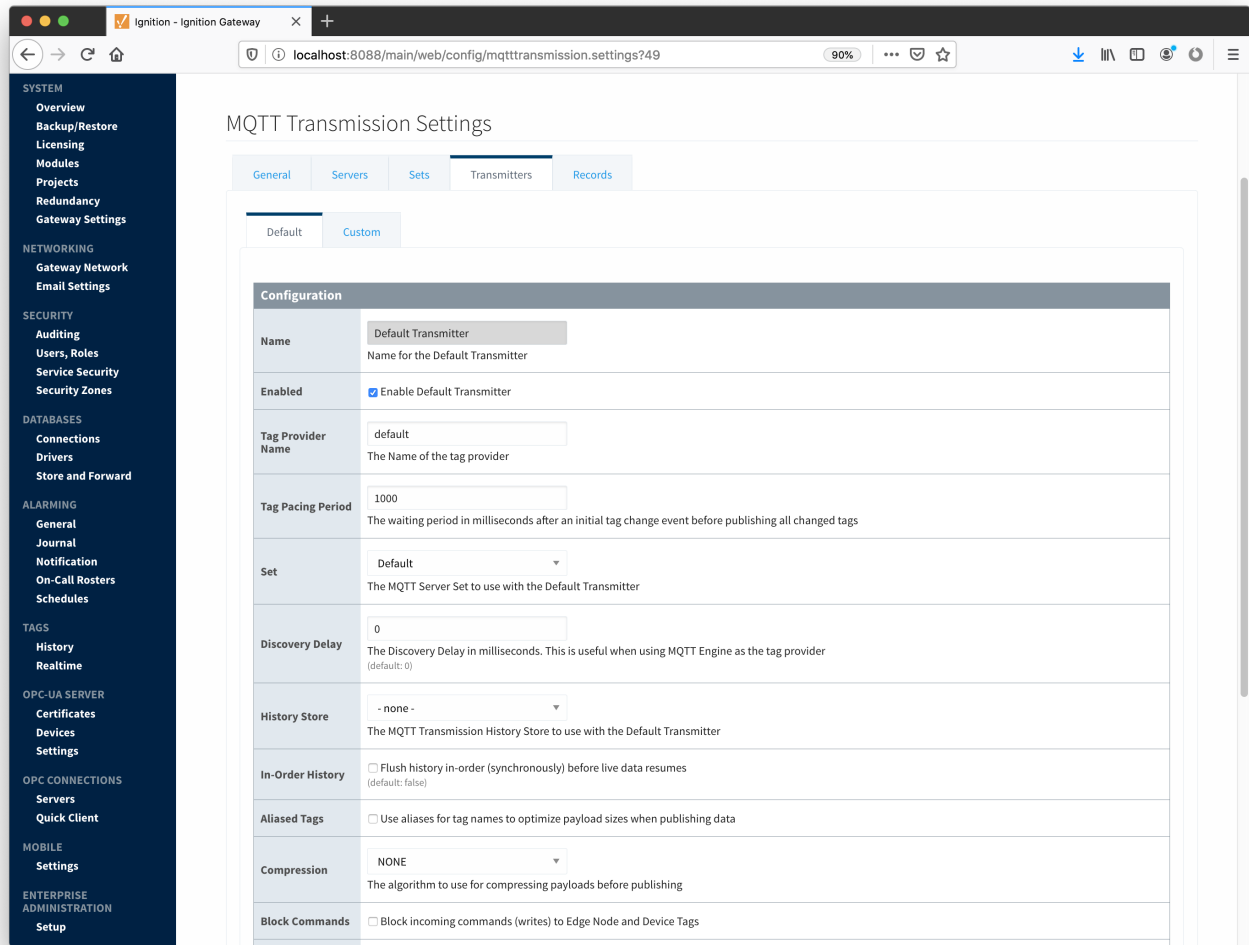 Ignition - Ignition Gateway
localhost:8088/main/web/config/mqtttransmission.settings?49
90%
SYSTEM
Overview
Backup/Restore
Licensing
Modules
Projects
Redundancy
Gateway Settings
NETWORKING
Gateway Network
Email Settings
SECURITY
Auditing
Users, Roles
Service Security
Security Zones
DATABASES
Connections
Drivers
Store and Forward
ALARMING
General
Journal
Notification
On-Call Rosters
Schedules
TAGS
History
Realtime
OPC-UA SERVER
Certificates
Devices
Settings
OPC CONNECTIONS
Servers
Quick Client
MOBILE
Settings
ENTERPRISE
ADMINISTRATION
Setup
MQTT Transmission Settings
General Servers Sets Transmitters Records
Default Custom
Configuration
Name
Default Transmitter
Name for the Default Transmitter
Enabled
Enable Default Transmitter
Tag Provider
Name
default
The Name of the tag provider
Tag Pacing Period
1000
The waiting period in milliseconds after an initial tag change event before publishing all changed tags
Set
Default
The MQTT Server Set to use with the Default Transmitter
Discovery Delay
0
The Discovery Delay in milliseconds. This is useful when using MQTT Engine as the tag provider
(default: 0)
History Store
- none -
The MQTT Transmission History Store to use with the Default Transmitter
In-Order History
Flush history in-order (synchronously) before live data resumes
(default: false)
Aliased Tags
Use aliases for tag names to optimize payload sizes when publishing data
Compression
NONE
The algorithm to use for compressing payloads before publishing
Block Commands
Block incoming commands (writes) to Edge Node and Device Tags